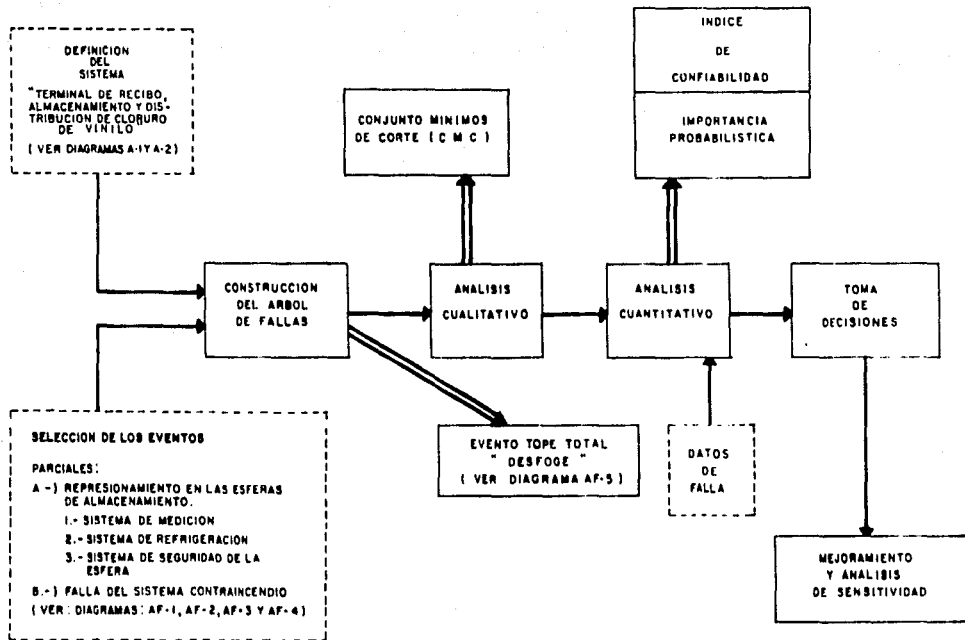 DEFINICION
DEL
SISTEMA
"TERMINAL DE RECIBO,
ALMACENAMIENTO Y DIS-
TRIBUCION DE CLORURO
DE VINILO"
( VER DIAGRAMAS A-1 Y A-2 )
CONJUNTO MINIMOS
DE CORTE ( C M C )
INDICE
DE
CONFIABILIDAD
IMPORTANCIA
PROBABILISTICA
CONSTRUCCION
DEL ARBOL
DE FALLAS
ANALISIS
CUALITATIVO
ANALISIS
CUANTITATIVO
TOMA
DE
DECISIONES
SELECCION DE LOS EVENTOS
PARCIALES:
A -) REPRESIONAMIENTO EN LAS ESFERAS
DE ALMACENAMIENTO.
1.- SISTEMA DE MEDICION
2.- SISTEMA DE REFRIGERACION
3.- SISTEMA DE SEGURIDAD DE LA
ESFERA
B.-) FALLA DEL SISTEMA CONTRAINCENDIO
( VER: DIAGRAMAS: AF-1, AF-2, AF-3 Y AF-4 )
EVENTO TOPE TOTAL
" DESFOGE "
( VER DIAGRAMA AF-5 )
DATOS
DE
FALLA
MEJORAMIENTO
Y ANALISIS
DE SENSITIVIDAD